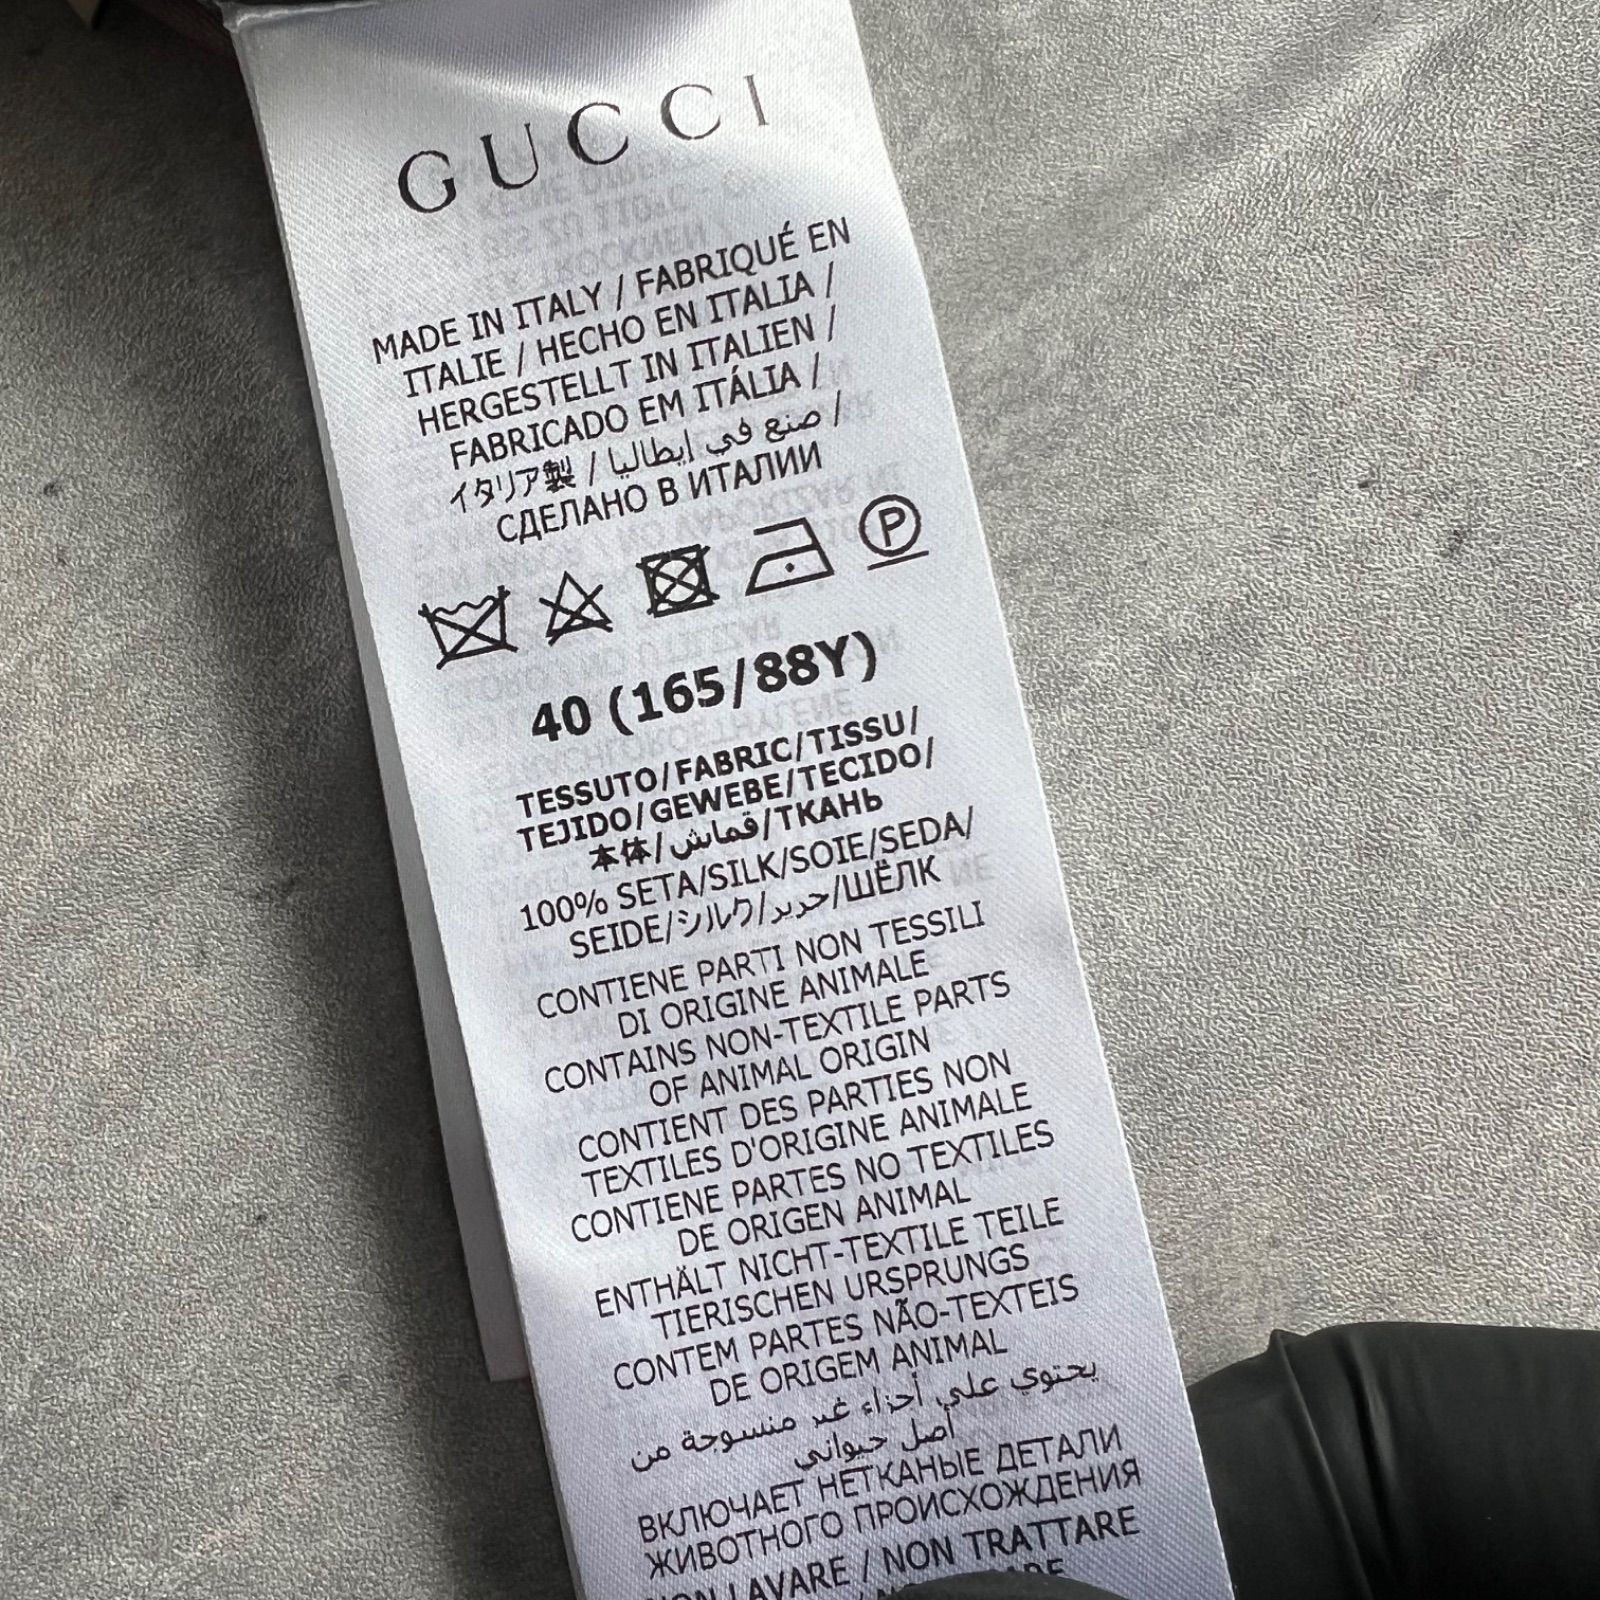 GUCCI
MADE IN ITALY / FABRIQUÉ EN
ITALIE / HECHO EN ITALIA /
HERGESTELLT IN ITALIEN /
FABRICADO EM ITÁLIA /
イタリア製 / صنع في إيطاليا /
СДЕЛАНО В ИТАЛИИ
P
40 (165/88Y)
TESSUTO/FABRIC/TISSU/
TEJIDO/GEWEBE/TECIDO/
本体/قماش/ТКАНЬ
100% SETA/SILK/SOIE/SEDA/
SEIDE/シルク/حرير/ШЁЛК
CONTIENE PARTI NON TESSILI
DI ORIGINE ANIMALE
CONTAINS NON-TEXTILE PARTS
OF ANIMAL ORIGIN
CONTIENT DES PARTIES NON
TEXTILES D'ORIGINE ANIMALE
CONTIENE PARTES NO TEXTILES
DE ORIGEN ANIMAL
ENTHÄLT NICHT-TEXTILE TEILE
TIERISCHEN URSPRUNGS
CONTEM PARTES NÃO-TEXTEIS
DE ORIGEM ANIMAL
يحتوي على أجزاء غير منسوجة من
أصل حيواني
ВКЛЮЧАЕТ НЕТКАНЫЕ ДЕТАЛИ
ЖИВОТНОГО ПРОИСХОЖДЕНИЯ
NON LAVARE / NON TRATTARE